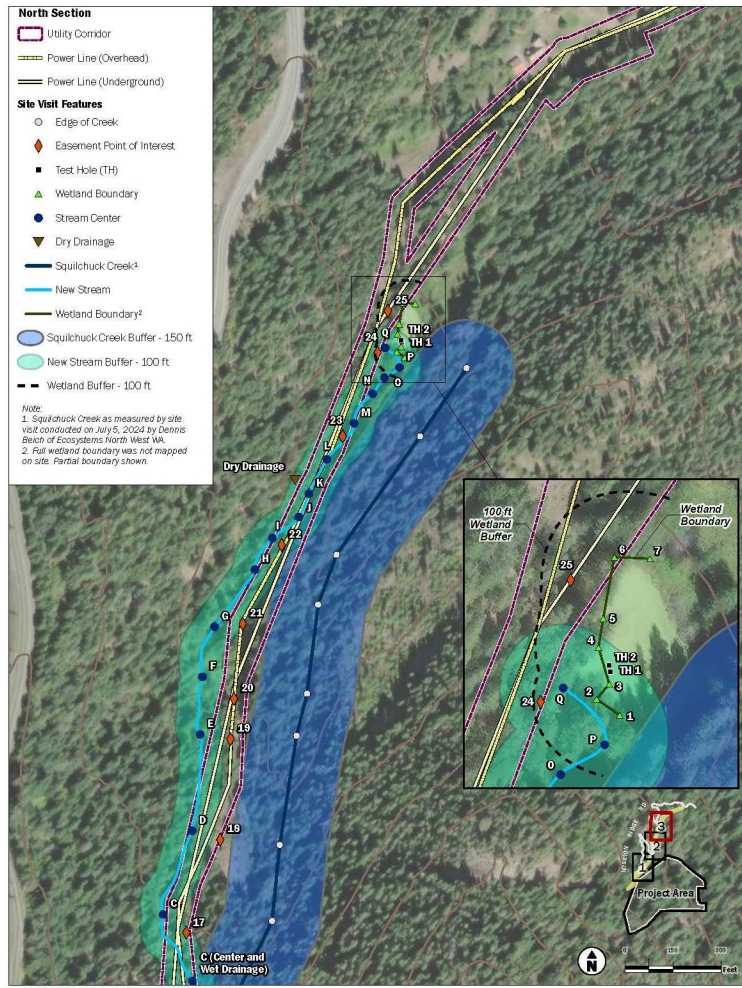 North Section
Utility Corridor
Power Line (Overhead)
Power Line (Underground)
Site Visit Features
Edge of Creek
Easement Point of Interest
Test Hole (TH)
Wetland Boundary
Stream Center
Dry Drainage
Squilchuck Creek¹
New Stream
Wetland Boundary²
Squilchuck Creek Buffer - 150 ft
New Stream Buffer - 100 ft
Wetland Buffer - 100 ft
Note:
1. Squilchuck Creek as measured by site
visit conducted on July 5, 2024 by Dennis
Beich of Ecosystems North West WA.
2. Full wetland boundary was not mapped
on site. Partial boundary shown.
25
24
Q
TH 2
TH 1
P
N
O
M
23
L
Dry Drainage
K
J
I
22
H
G
21
F
20
E
19
D
18
C
17
C (Center and
Wet Drainage)
100 ft
Wetland
Buffer
Wetland
Boundary
6
7
25
5
4
TH 2
TH 1
3
2
24
Q
1
P
O
MISSION RIDGE RD
3
2
1
Project Area
N
0
150
300
Feet